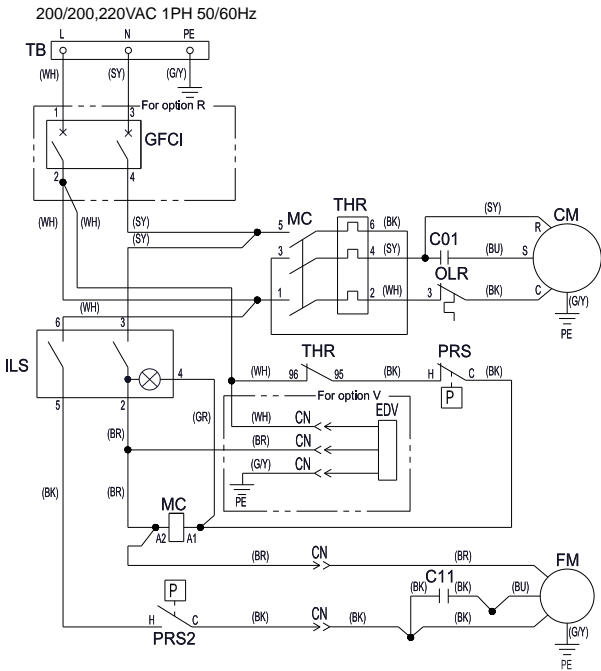 200/200,220VAC 1PH 50/60Hz
L N PE
TB
(WH) (SY) (G/Y)
For option R
1 3
GFCI
2 4
(WH) (WH) (SY)
(SY)
5 MC THR 6 (BK) (SY) R CM
3 4 (SY) C01 (BU) S
OLR
1 2 (WH) 3 (BK) C (G/Y)
PE
(WH)
6 3
ILS
4
5 2
(GR)
THR PRS
(WH) 96 95 (BK) H C (BK)
P
For option V
EDV
(WH) CN
(BR) (BR) CN
(G/Y) CN
PE
(BK) (BR) MC
A2 A1
(BR) CN (BR) FM
P
C11
(BK) (BK) (BU)
H C (BK) CN (BK) (BK)
PRS2
(G/Y)
PE